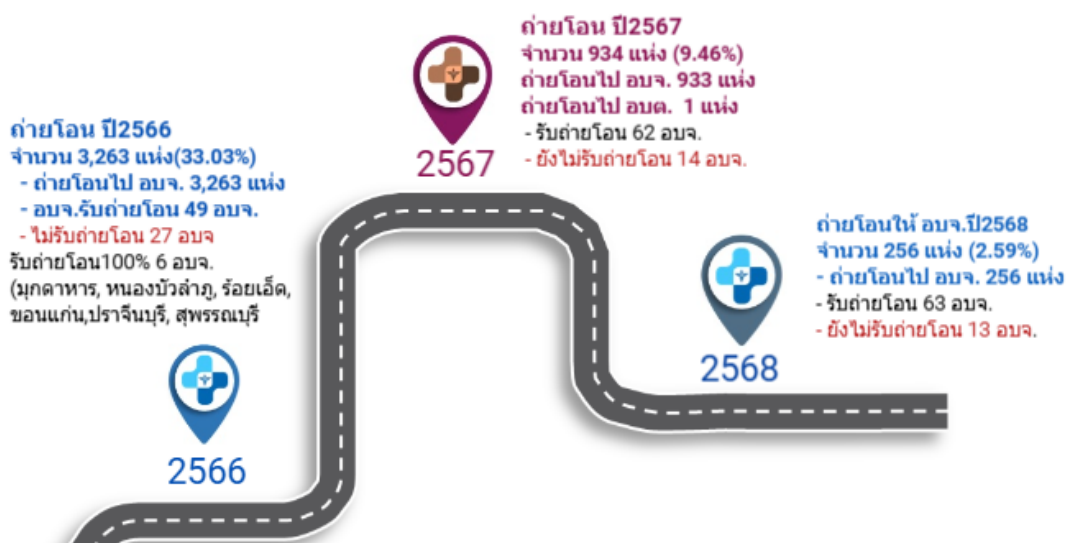 ถ่ายโอน ปี2566
จำนวน 3,263 แห่ง(33.03%)
- ถ่ายโอนไป อบจ. 3,263 แห่ง
- อบจ.รับถ่ายโอน 49 อบจ.
- ไม่รับถ่ายโอน 27 อบจ
รับถ่ายโอน100% 6 อบจ.
(มุกดาหาร, หนองบัวลำภู, ร้อยเอ็ด,
ขอนแก่น,ปราจีนบุรี, สุพรรณบุรี
2566
ถ่ายโอน ปี2567
จำนวน 934 แห่ง (9.46%)
ถ่ายโอนไป อบจ. 933 แห่ง
ถ่ายโอนไป อบต. 1 แห่ง
- รับถ่ายโอน 62 อบจ.
- ยังไม่รับถ่ายโอน 14 อบจ.
2567
ถ่ายโอนให้ อบจ.ปี2568
จำนวน 256 แห่ง (2.59%)
- ถ่ายโอนไป อบจ. 256 แห่ง
- รับถ่ายโอน 63 อบจ.
- ยังไม่รับถ่ายโอน 13 อบจ.
2568